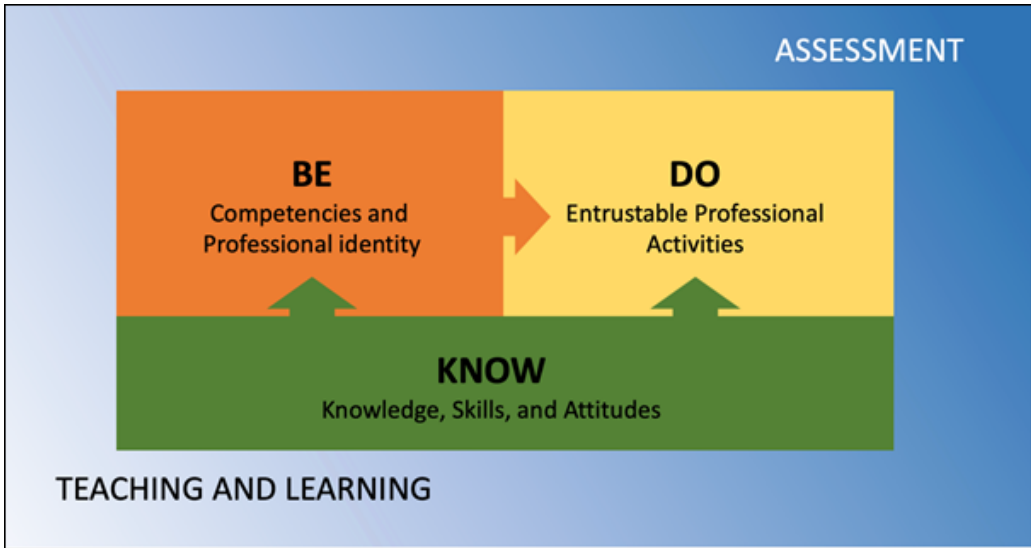 ASSESSMENT
BE
Competencies and
Professional identity
DO
Entrustable Professional
Activities
KNOW
Knowledge, Skills, and Attitudes
TEACHING AND LEARNING